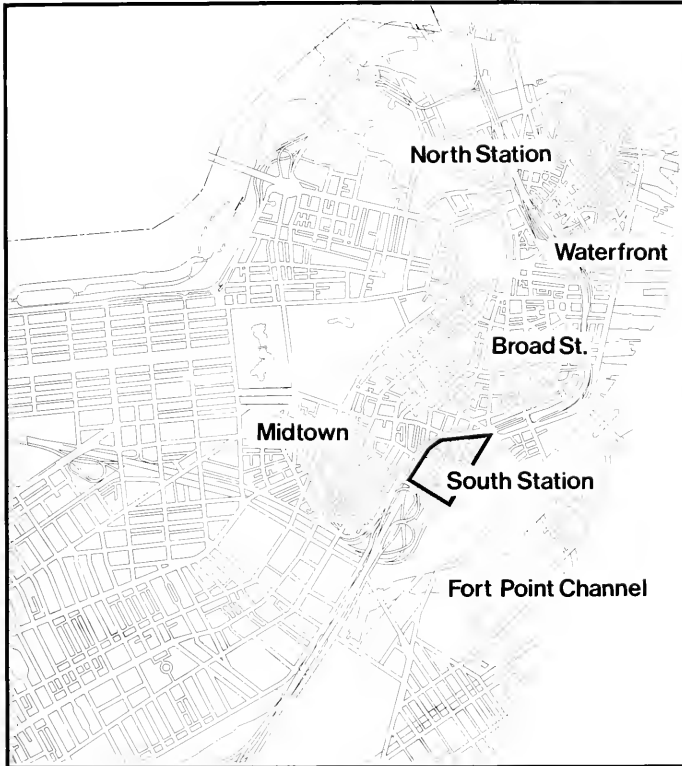 North Station
Waterfront
Broad St.
Midtown
South Station
Fort Point Channel